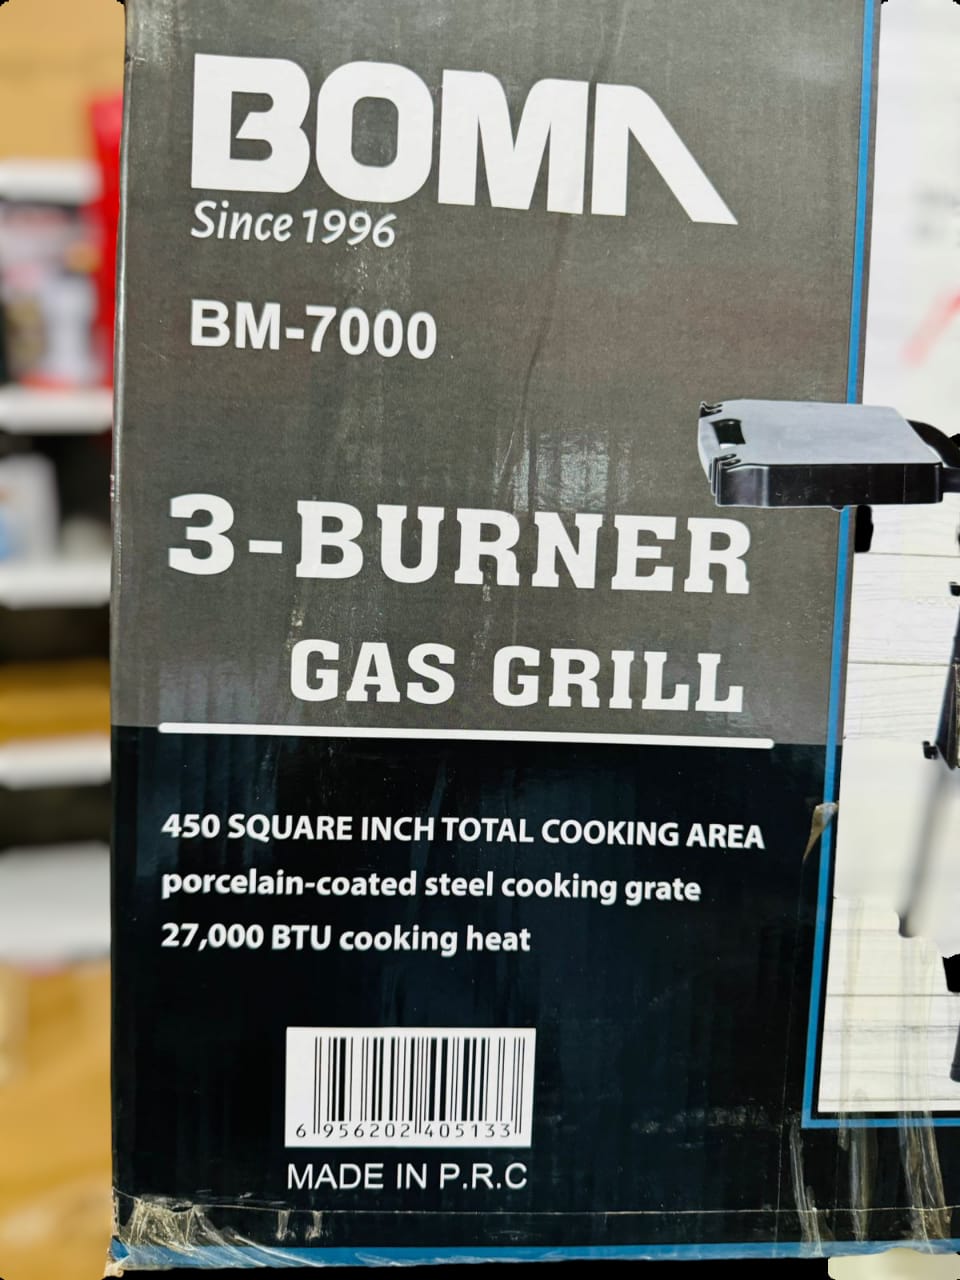 BOMA
Since 1996
BM-7000
3-BURNER
GAS GRILL
450 SQUARE INCH TOTAL COOKING AREA
porcelain-coated steel cooking grate
27,000 BTU cooking heat
6 956202 405133
MADE IN P.R.C